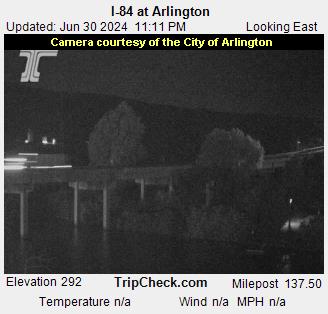 I-84 at Arlington
Updated: Jun 30 2024 11:11 PM Looking East
Camera courtesy of the City of Arlington
Elevation 292 TripCheck.com Milepost 137.50
Temperature n/a Wind n/a MPH n/a